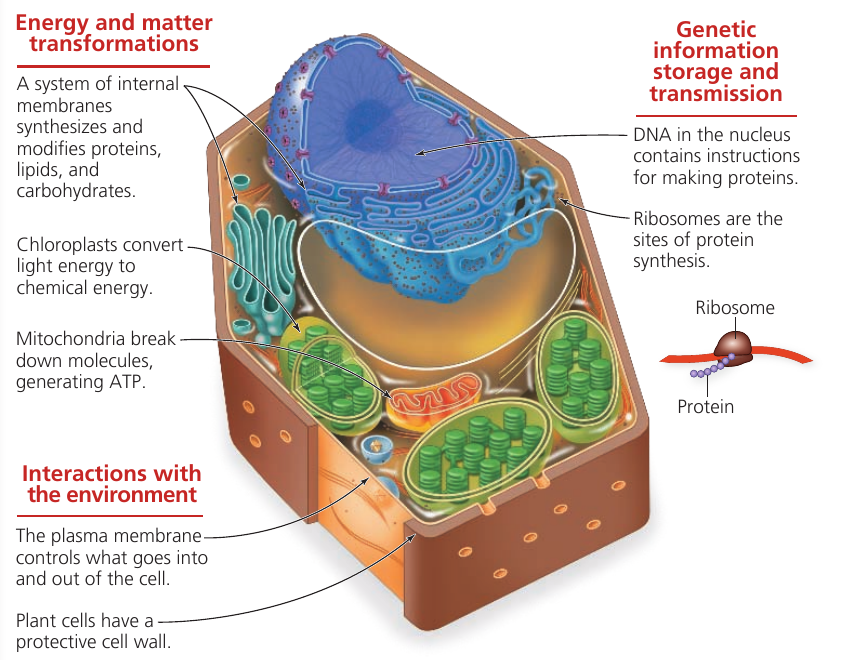 Energy and matter
transformations
A system of internal
membranes
synthesizes and
modifies proteins,
lipids, and
carbohydrates.
Chloroplasts convert
light energy to
chemical energy.
Mitochondria break
down molecules,
generating ATP.
Interactions with
the environment
The plasma membrane
controls what goes into
and out of the cell.
Plant cells have a
protective cell wall.
Genetic
information
storage and
transmission
DNA in the nucleus
contains instructions
for making proteins.
Ribosomes are the
sites of protein
synthesis.
Ribosome
Protein